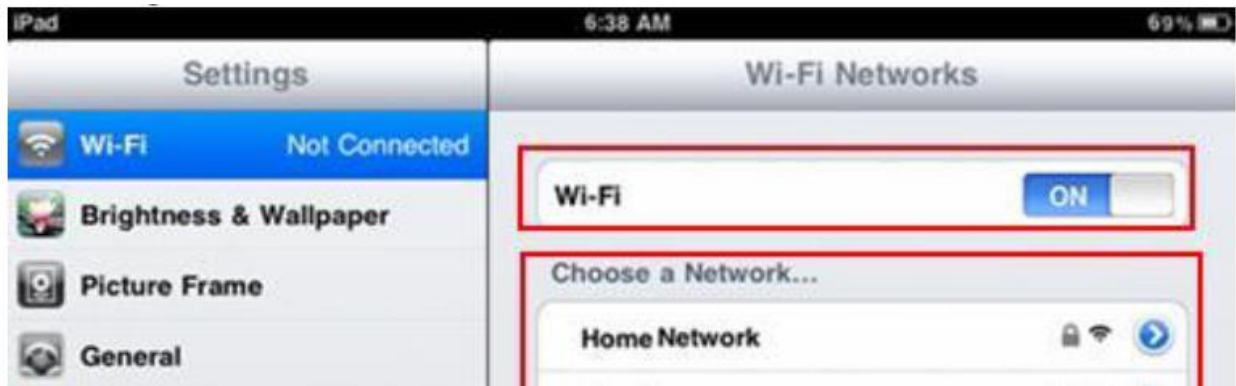 iPad 6:38 AM 69%
Settings
Wi-Fi Networks
Wi-Fi Not Connected
Brightness & Wallpaper
Picture Frame
General
Wi-Fi ON
Choose a Network...
Home Network